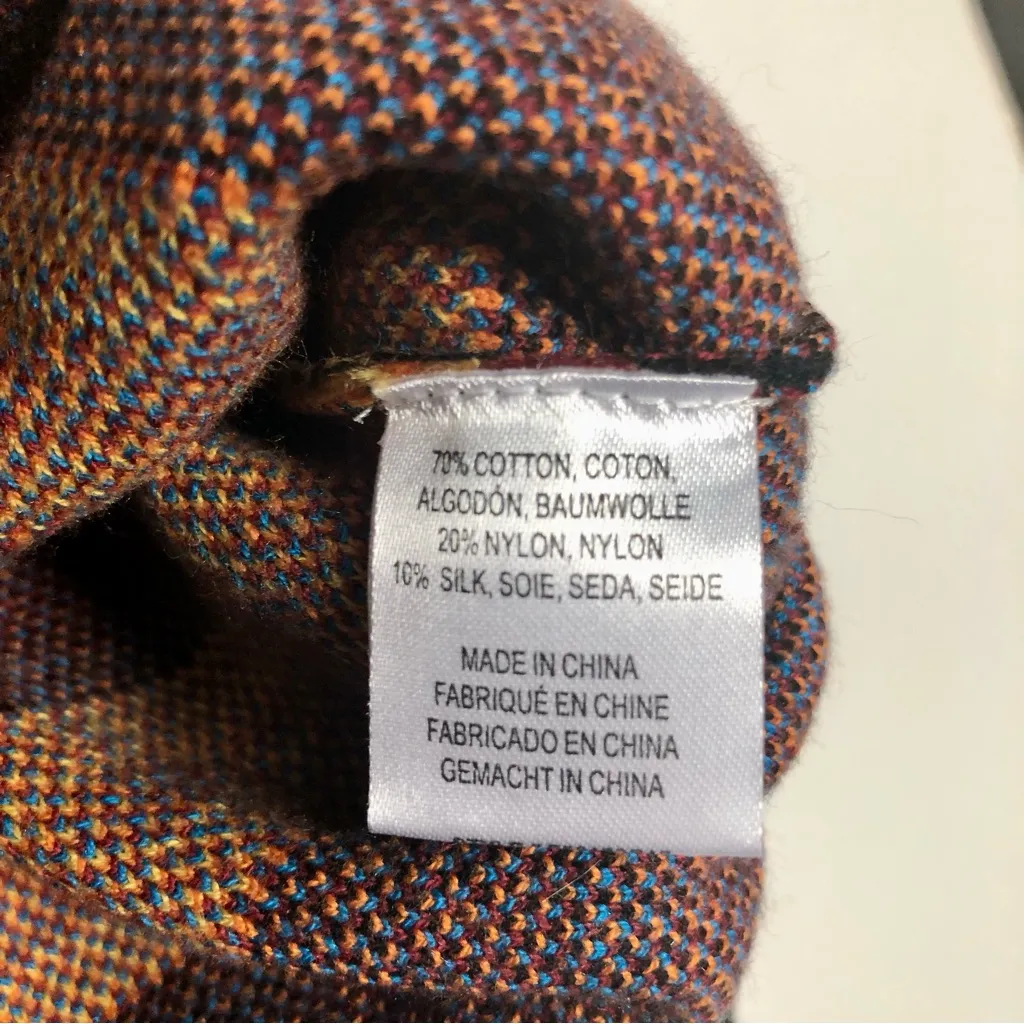 70% COTTON, COTON,
ALGODÓN, BAUMWOLLE
20% NYLON, NYLON
10% SILK, SOIE, SEDA, SEIDE
MADE IN CHINA
FABRIQUÉ EN CHINE
FABRICADO EN CHINA
GEMACHT IN CHINA